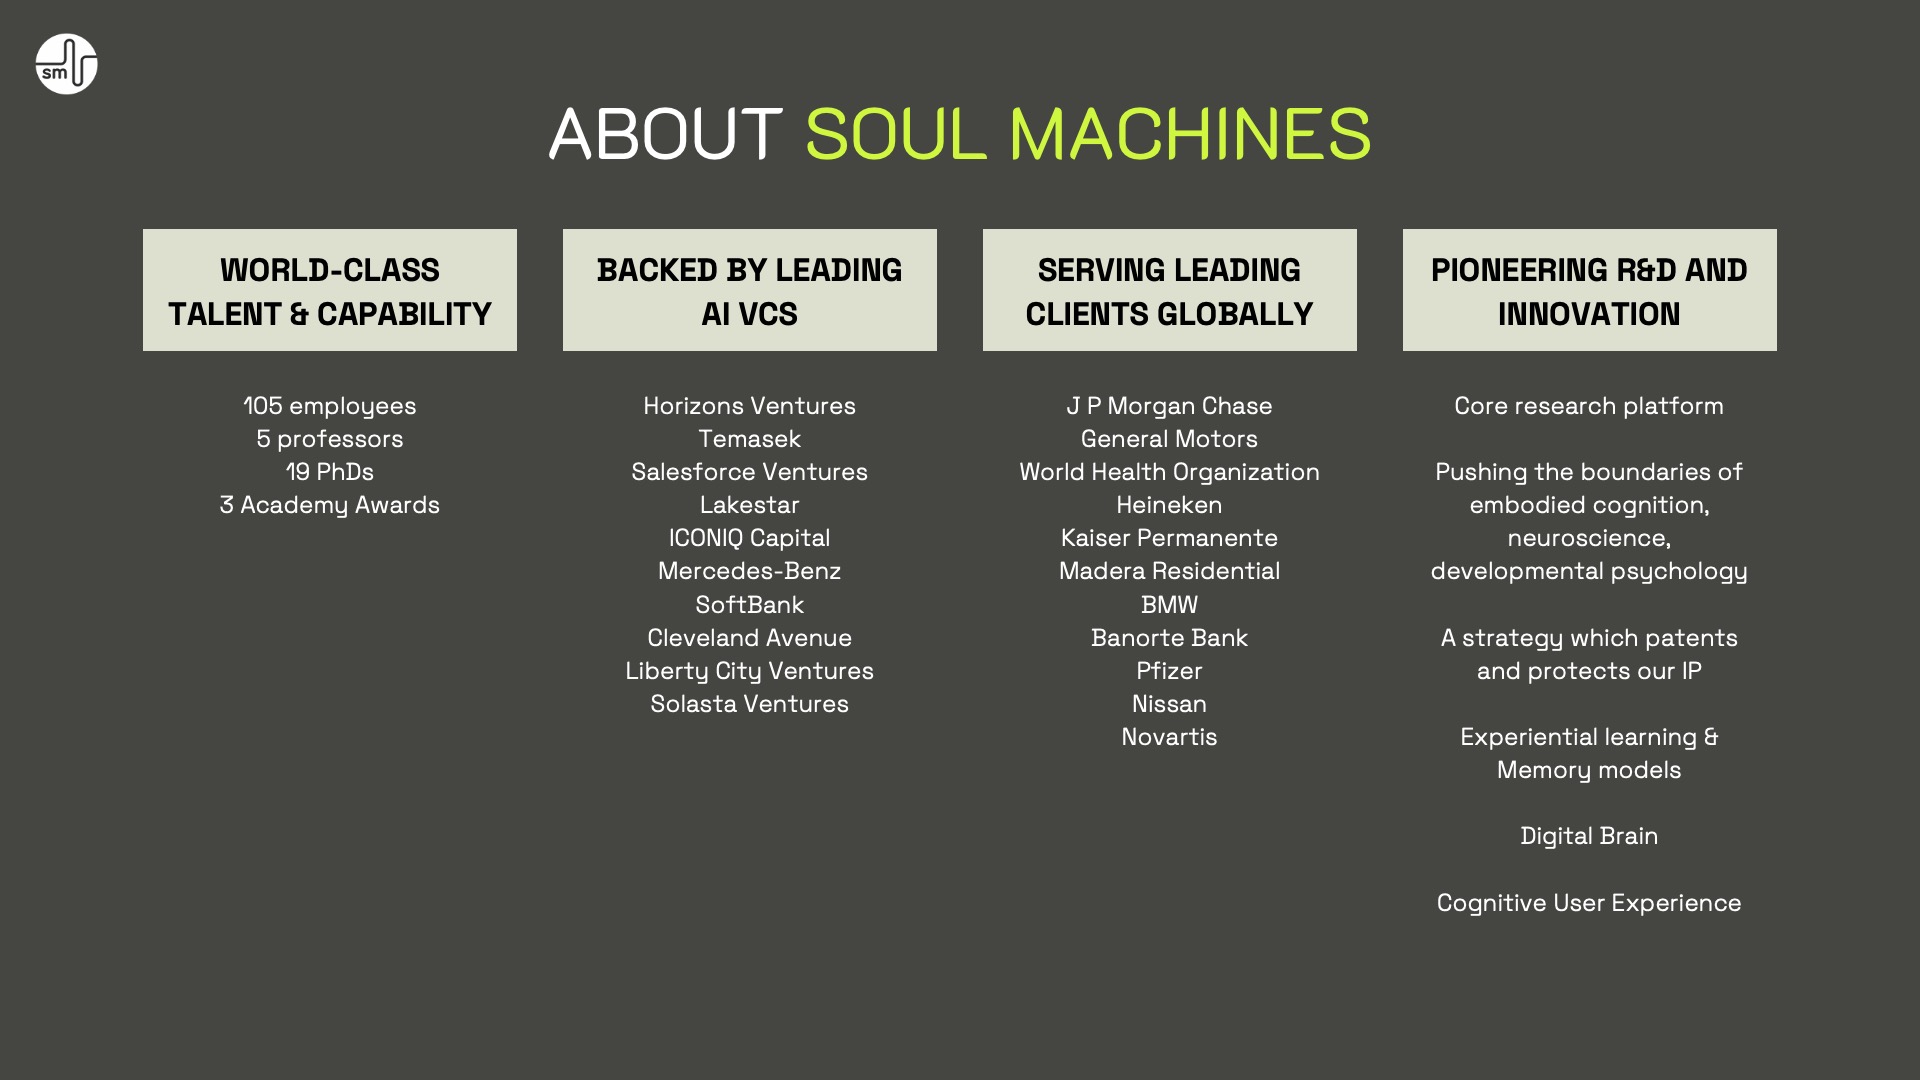 sm
ABOUT SOUL MACHINES
WORLD-CLASS
TALENT & CAPABILITY
105 employees
5 professors
19 PhDs
3 Academy Awards
BACKED BY LEADING
AI VCS
Horizons Ventures
Temasek
Salesforce Ventures
Lakestar
ICONIQ Capital
Mercedes-Benz
SoftBank
Cleveland Avenue
Liberty City Ventures
Solasta Ventures
SERVING LEADING
CLIENTS GLOBALLY
J P Morgan Chase
General Motors
World Health Organization
Heineken
Kaiser Permanente
Madera Residential
BMW
Banorte Bank
Pfizer
Nissan
Novartis
PIONEERING R&D AND
INNOVATION
Core research platform
Pushing the boundaries of
embodied cognition,
neuroscience,
developmental psychology
A strategy which patents
and protects our IP
Experiential learning &
Memory models
Digital Brain
Cognitive User Experience